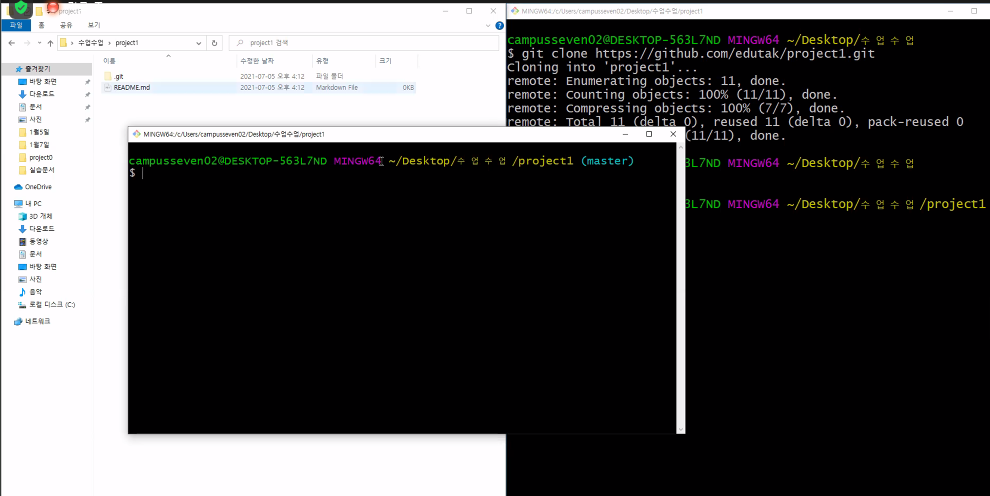 project1
파일
홈
공유
보기
수업수업 > project1
project1 검색
이름
수정한 날짜
유형
크기
즐겨찾기
바탕 화면
다운로드
문서
사진
1월5일
1월7일
project0
실습문서
OneDrive
내 PC
3D 개체
다운로드
동영상
문서
바탕 화면
사진
음악
로컬 디스크 (C:)
네트워크
.git 2021-07-05 오후 4:12 파일 폴더
README.md 2021-07-05 오후 4:12 Markdown File 0KB
MINGW64:/c/Users/campusseven02/Desktop/수업수업/project1
campusseven02@DESKTOP-563L7ND MINGW64 ~/Desktop/수업수업/project1 (master)
$
MINGW64:/c/Users/campusseven02/Desktop/수업수업/project1
campusseven02@DESKTOP-563L7ND MINGW64 ~/Desktop/수업수업
$ git clone https://github.com/edutak/project1.git
Cloning into 'project1'...
remote: Enumerating objects: 11, done.
remote: Counting objects: 100% (11/11), done.
remote: Compressing objects: 100% (7/7), done.
remote: Total 11 (delta 0), reused 11 (delta 0), pack-reused 0
(11/11), done.
3L7ND MINGW64 ~/Desktop/수업수업
3L7ND MINGW64 ~/Desktop/수업수업/project1